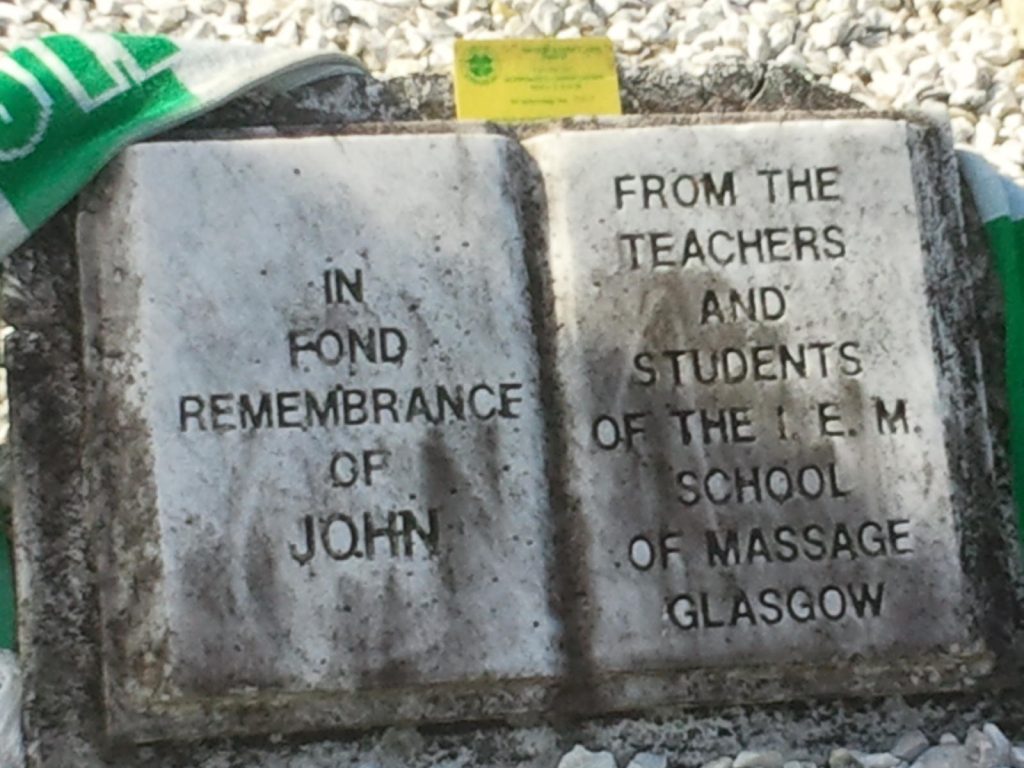 IN
FOND
REMEMBRANCE
OF
JOHN
FROM THE
TEACHERS
AND
STUDENTS
OF THE I. E. M.
SCHOOL
OF MASSAGE
GLASGOW